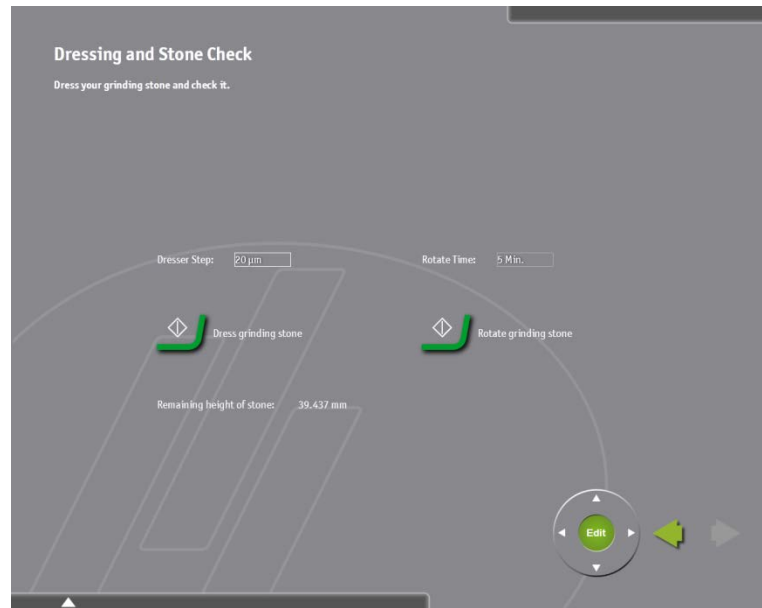 Dressing and Stone Check
Dress your grinding stone and check it.
Dresser Step: 20 µm Rotate Time: 5 Min.
Dress grinding stone Rotate grinding stone
Remaining height of stone: 39.437 mm
Edit